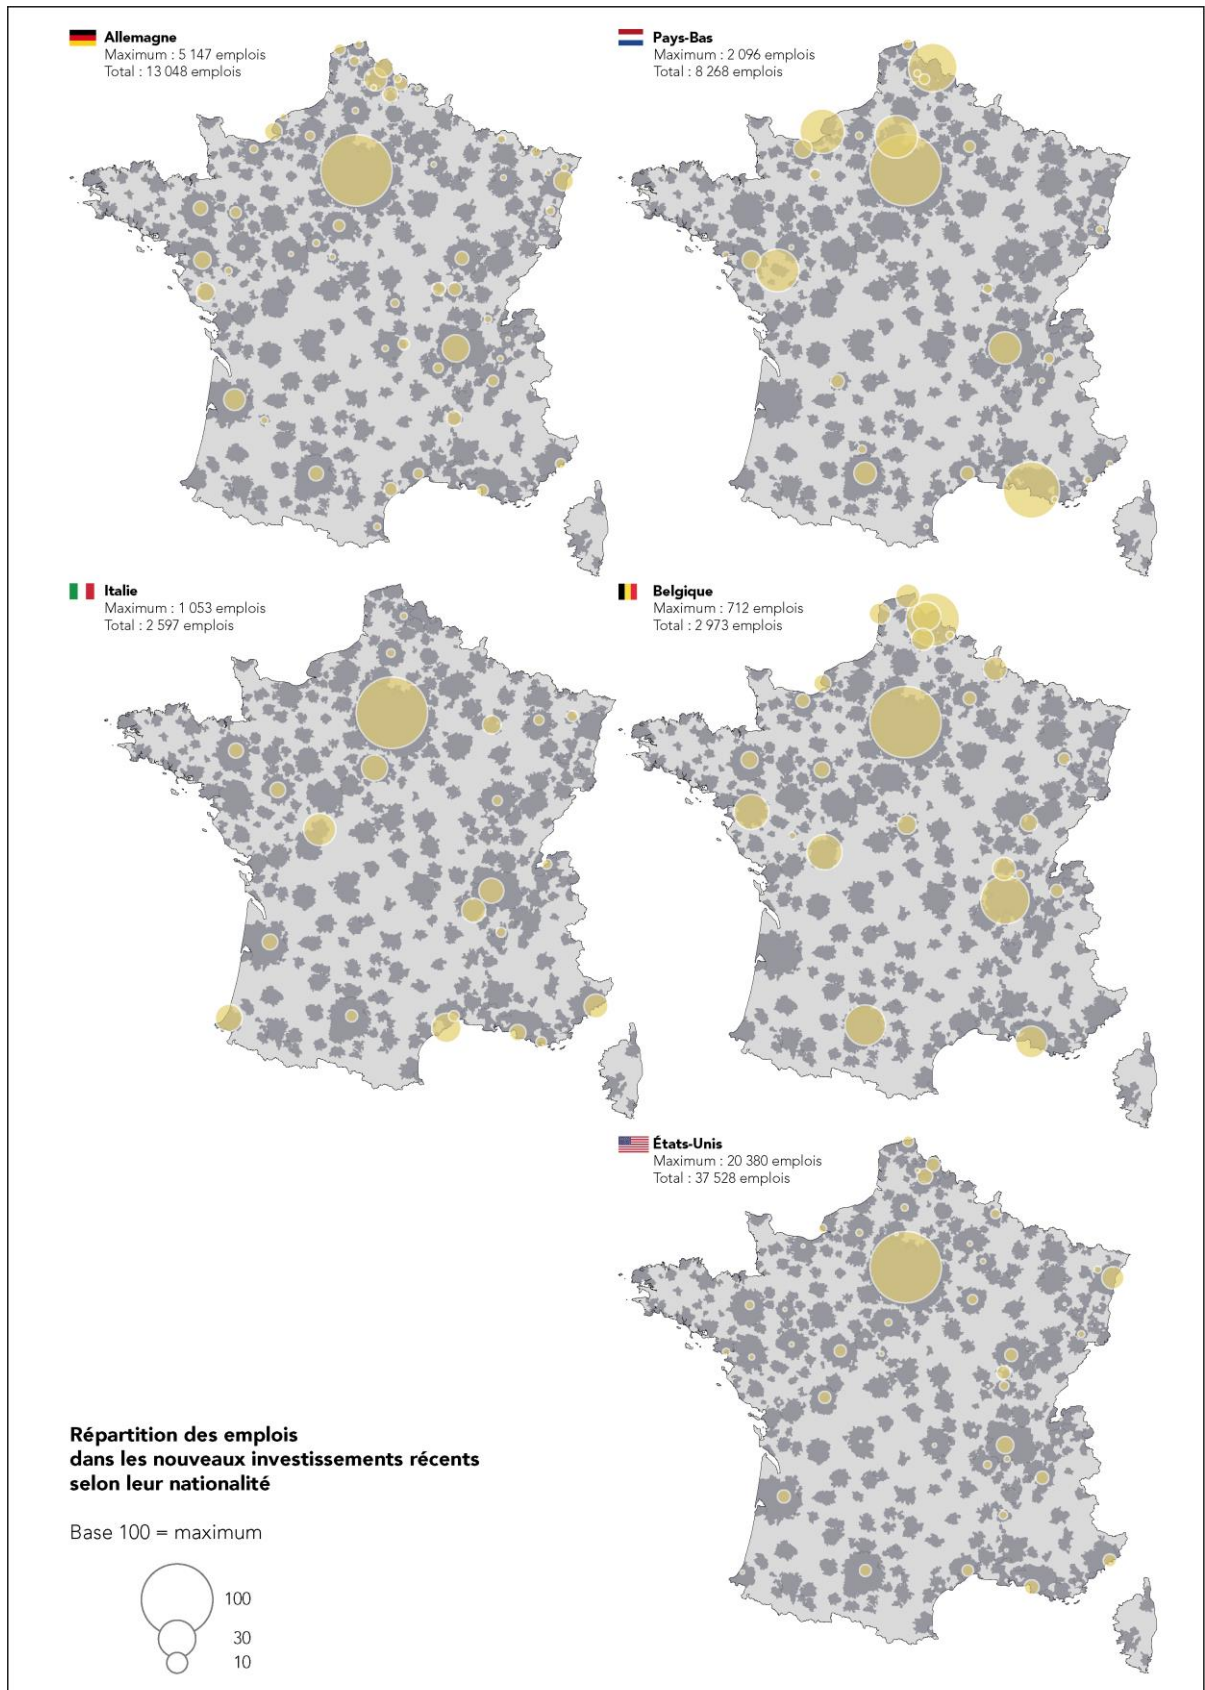 Allemagne
Maximum : 5 147 emplois
Total : 13 048 emplois
Pays-Bas
Maximum : 2 096 emplois
Total : 8 268 emplois
Italie
Maximum : 1 053 emplois
Total : 2 597 emplois
Belgique
Maximum : 712 emplois
Total : 2 973 emplois
États-Unis
Maximum : 20 380 emplois
Total : 37 528 emplois
Répartition des emplois
dans les nouveaux investissements récents
selon leur nationalité
Base 100 = maximum
100
30
10